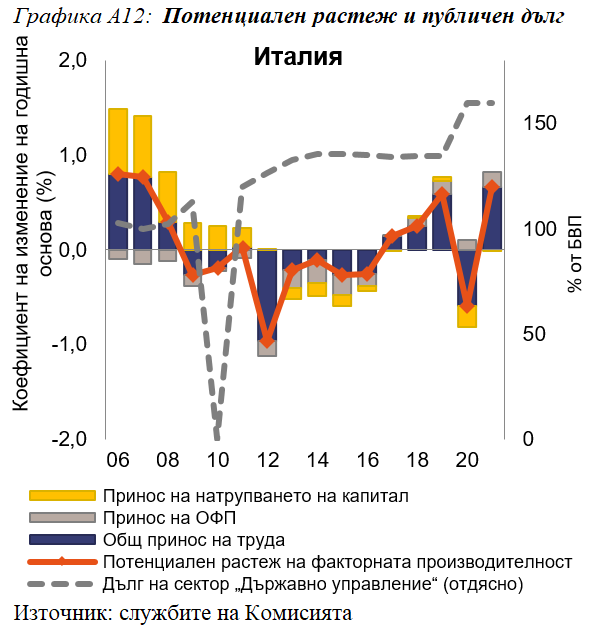 Графика А12: Потенциален растеж и публичен дълг
Италия
Коефициент на изменение на годишна
основа (%)
2,0
1,0
0,0
-1,0
-2,0
150
100
50
0
% от БВП
06 08 10 12 14 16 18 20
Принос на натрупването на капитал
Принос на ОФП
Общ принос на труда
Потенциален растеж на факторната производителност
Дълг на сектор „Държавно управление“ (отдясно)
Източник: службите на Комисията